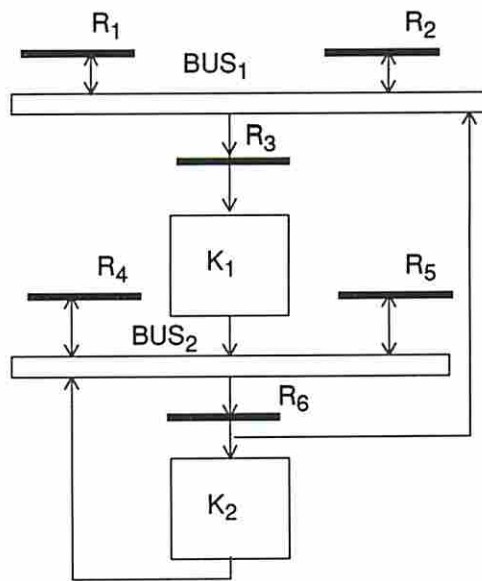 R₁
R₂
BUS₁
R₃
K₁
R₄
R₅
BUS₂
R₆
K₂